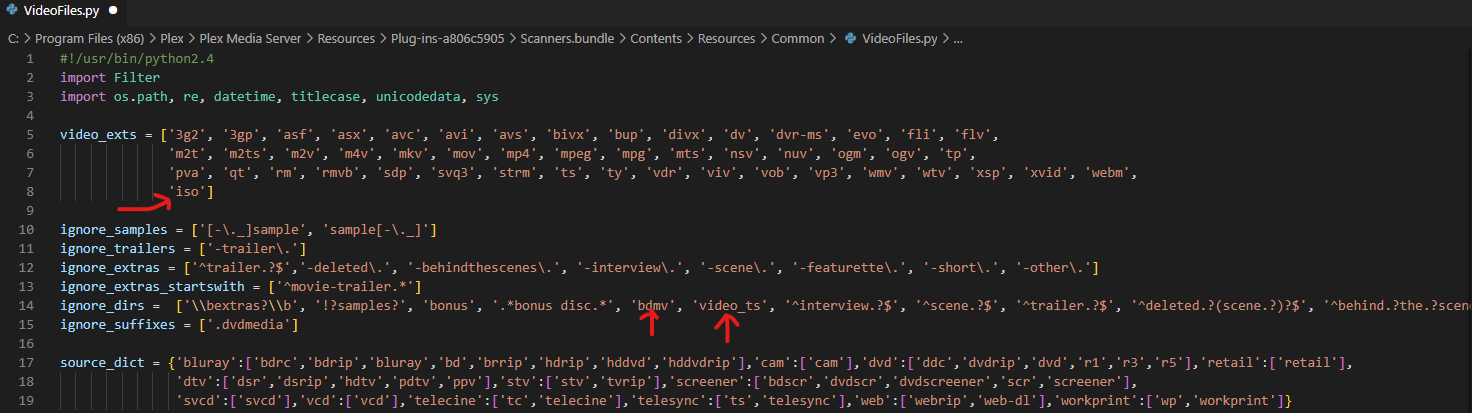 VideoFiles.py
C: > Program Files (x86) > Plex > Plex Media Server > Resources > Plug-ins-a806c5905 > Scanners.bundle > Contents > Resources > Common > VideoFiles.py > ...
1 #!/usr/bin/python2.4
2 import Filter
3 import os.path, re, datetime, titlecase, unicodedata, sys
4
5 video_exts = ['3g2', '3gp', 'asf', 'asx', 'avc', 'avi', 'avs', 'bivx', 'bup', 'divx', 'dv', 'dvr-ms', 'evo', 'fli', 'flv',
6 'm2t', 'm2ts', 'm2v', 'm4v', 'mkv', 'mov', 'mp4', 'mpeg', 'mpg', 'mts', 'nsv', 'nuv', 'ogm', 'ogv', 'tp',
7 'pva', 'qt', 'rm', 'rmvb', 'sdp', 'svq3', 'strm', 'ts', 'ty', 'vdr', 'viv', 'vob', 'vp3', 'wmv', 'wtv', 'xsp', 'xvid', 'webm',
8 'iso']
9
10 ignore_samples = ['[-\._]sample', 'sample[-\._]']
11 ignore_trailers = ['-trailer\.']
12 ignore_extras = ['^trailer.?$','-deleted\.', '-behindthescenes\.', '-interview\.', '-scene\.', '-featurette\.', '-short\.', '-other\.']
13 ignore_extras_startswith = ['^movie-trailer.*']
14 ignore_dirs =  ['\\bextras?\\b', '!?samples?', 'bonus', '.*bonus disc.*', 'bdmv', 'video_ts', '^interview.?$', '^scene.?$', '^trailer.?$', '^deleted.?(scene.?)?$', '^behind.?the.?scen
15 ignore_suffixes = ['.dvdmedia']
16
17 source_dict = {'bluray':['bdrc','bdrip','bluray','bd','brrip','hdrip','hddvd','hddvdrip'],'cam':['cam'],'dvd':['ddc','dvdrip','dvd','r1','r3','r5'],'retail':['retail'],
18 'dtv':['dsr','dsrip','hdtv','pdtv','ppv'],'stv':['stv','tvrip'],'screener':['bdscr','dvdscr','dvdscreener','scr','screener'],
19 'svcd':['svcd'],'vcd':['vcd'],'telecine':['tc','telecine'],'telesync':['ts','telesync'],'web':['webrip','web-dl'],'workprint':['wp','workprint']}